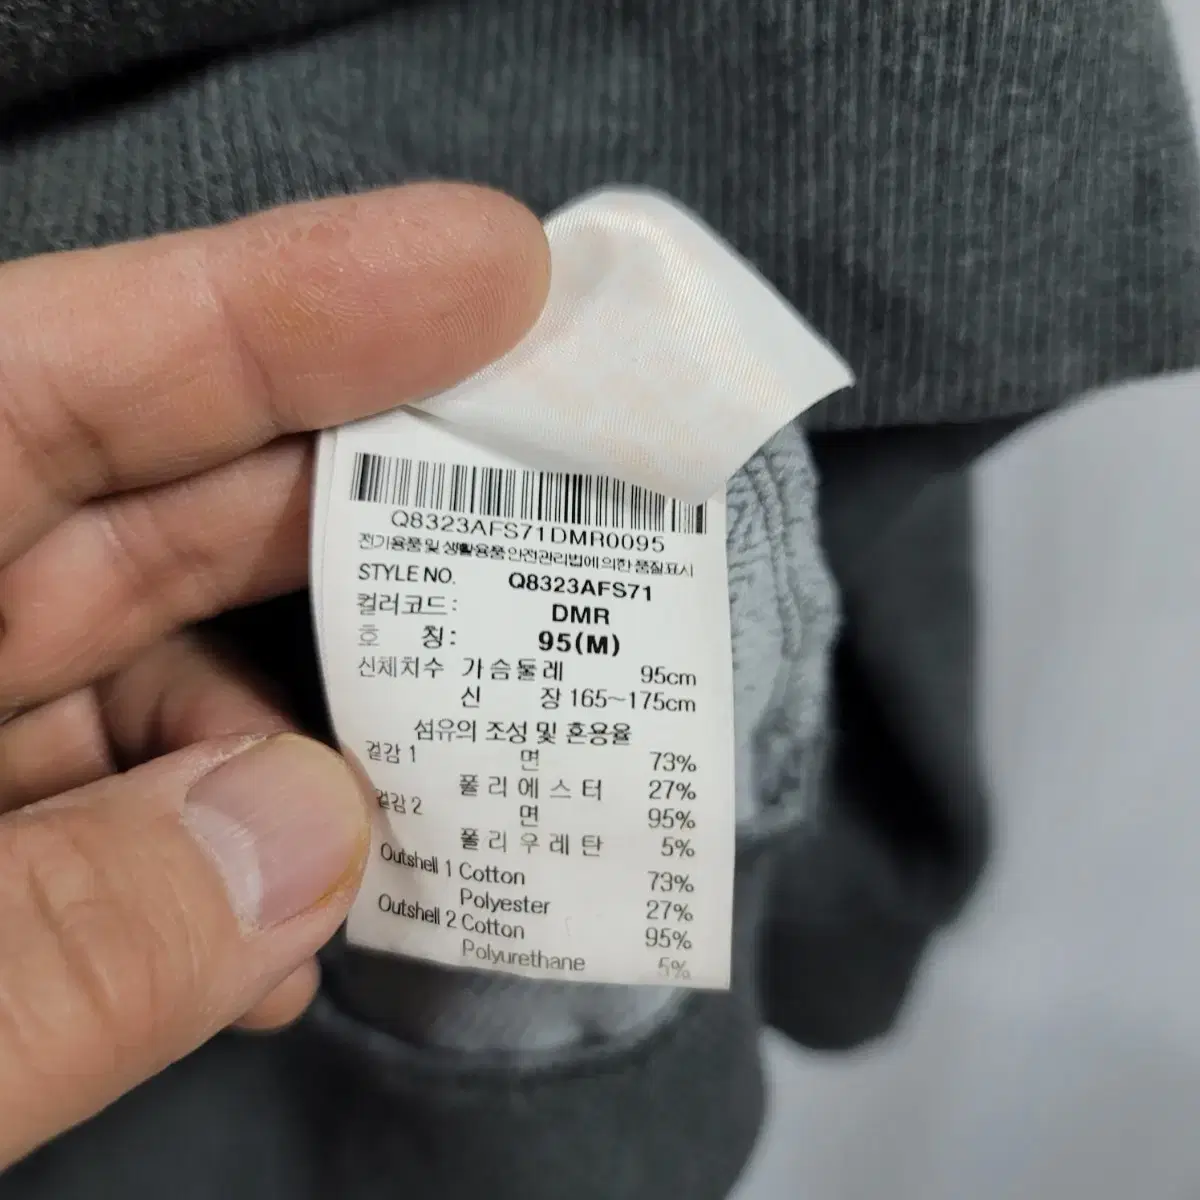 Q8323AFS71DMR0095
전기용품및 생활용품안전관리법에의한 품질표시
STYLE NO. Q8323AFS71
컬러코드: DMR
호 칭: 95(M)
신체치수 가슴둘레 95cm
신 장 165~175cm
섬유의 조성 및 혼용율
겉감 1 면 73%
폴리에스터 27%
겉감 2 면 95%
폴리우레탄 5%
Outshell 1 Cotton 73%
Polyester 27%
Outshell 2 Cotton 95%
Polyurethane 5%